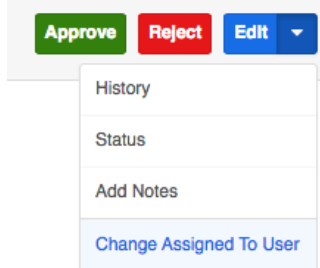 Approve Reject Edit
History
Status
Add Notes
Change Assigned To User